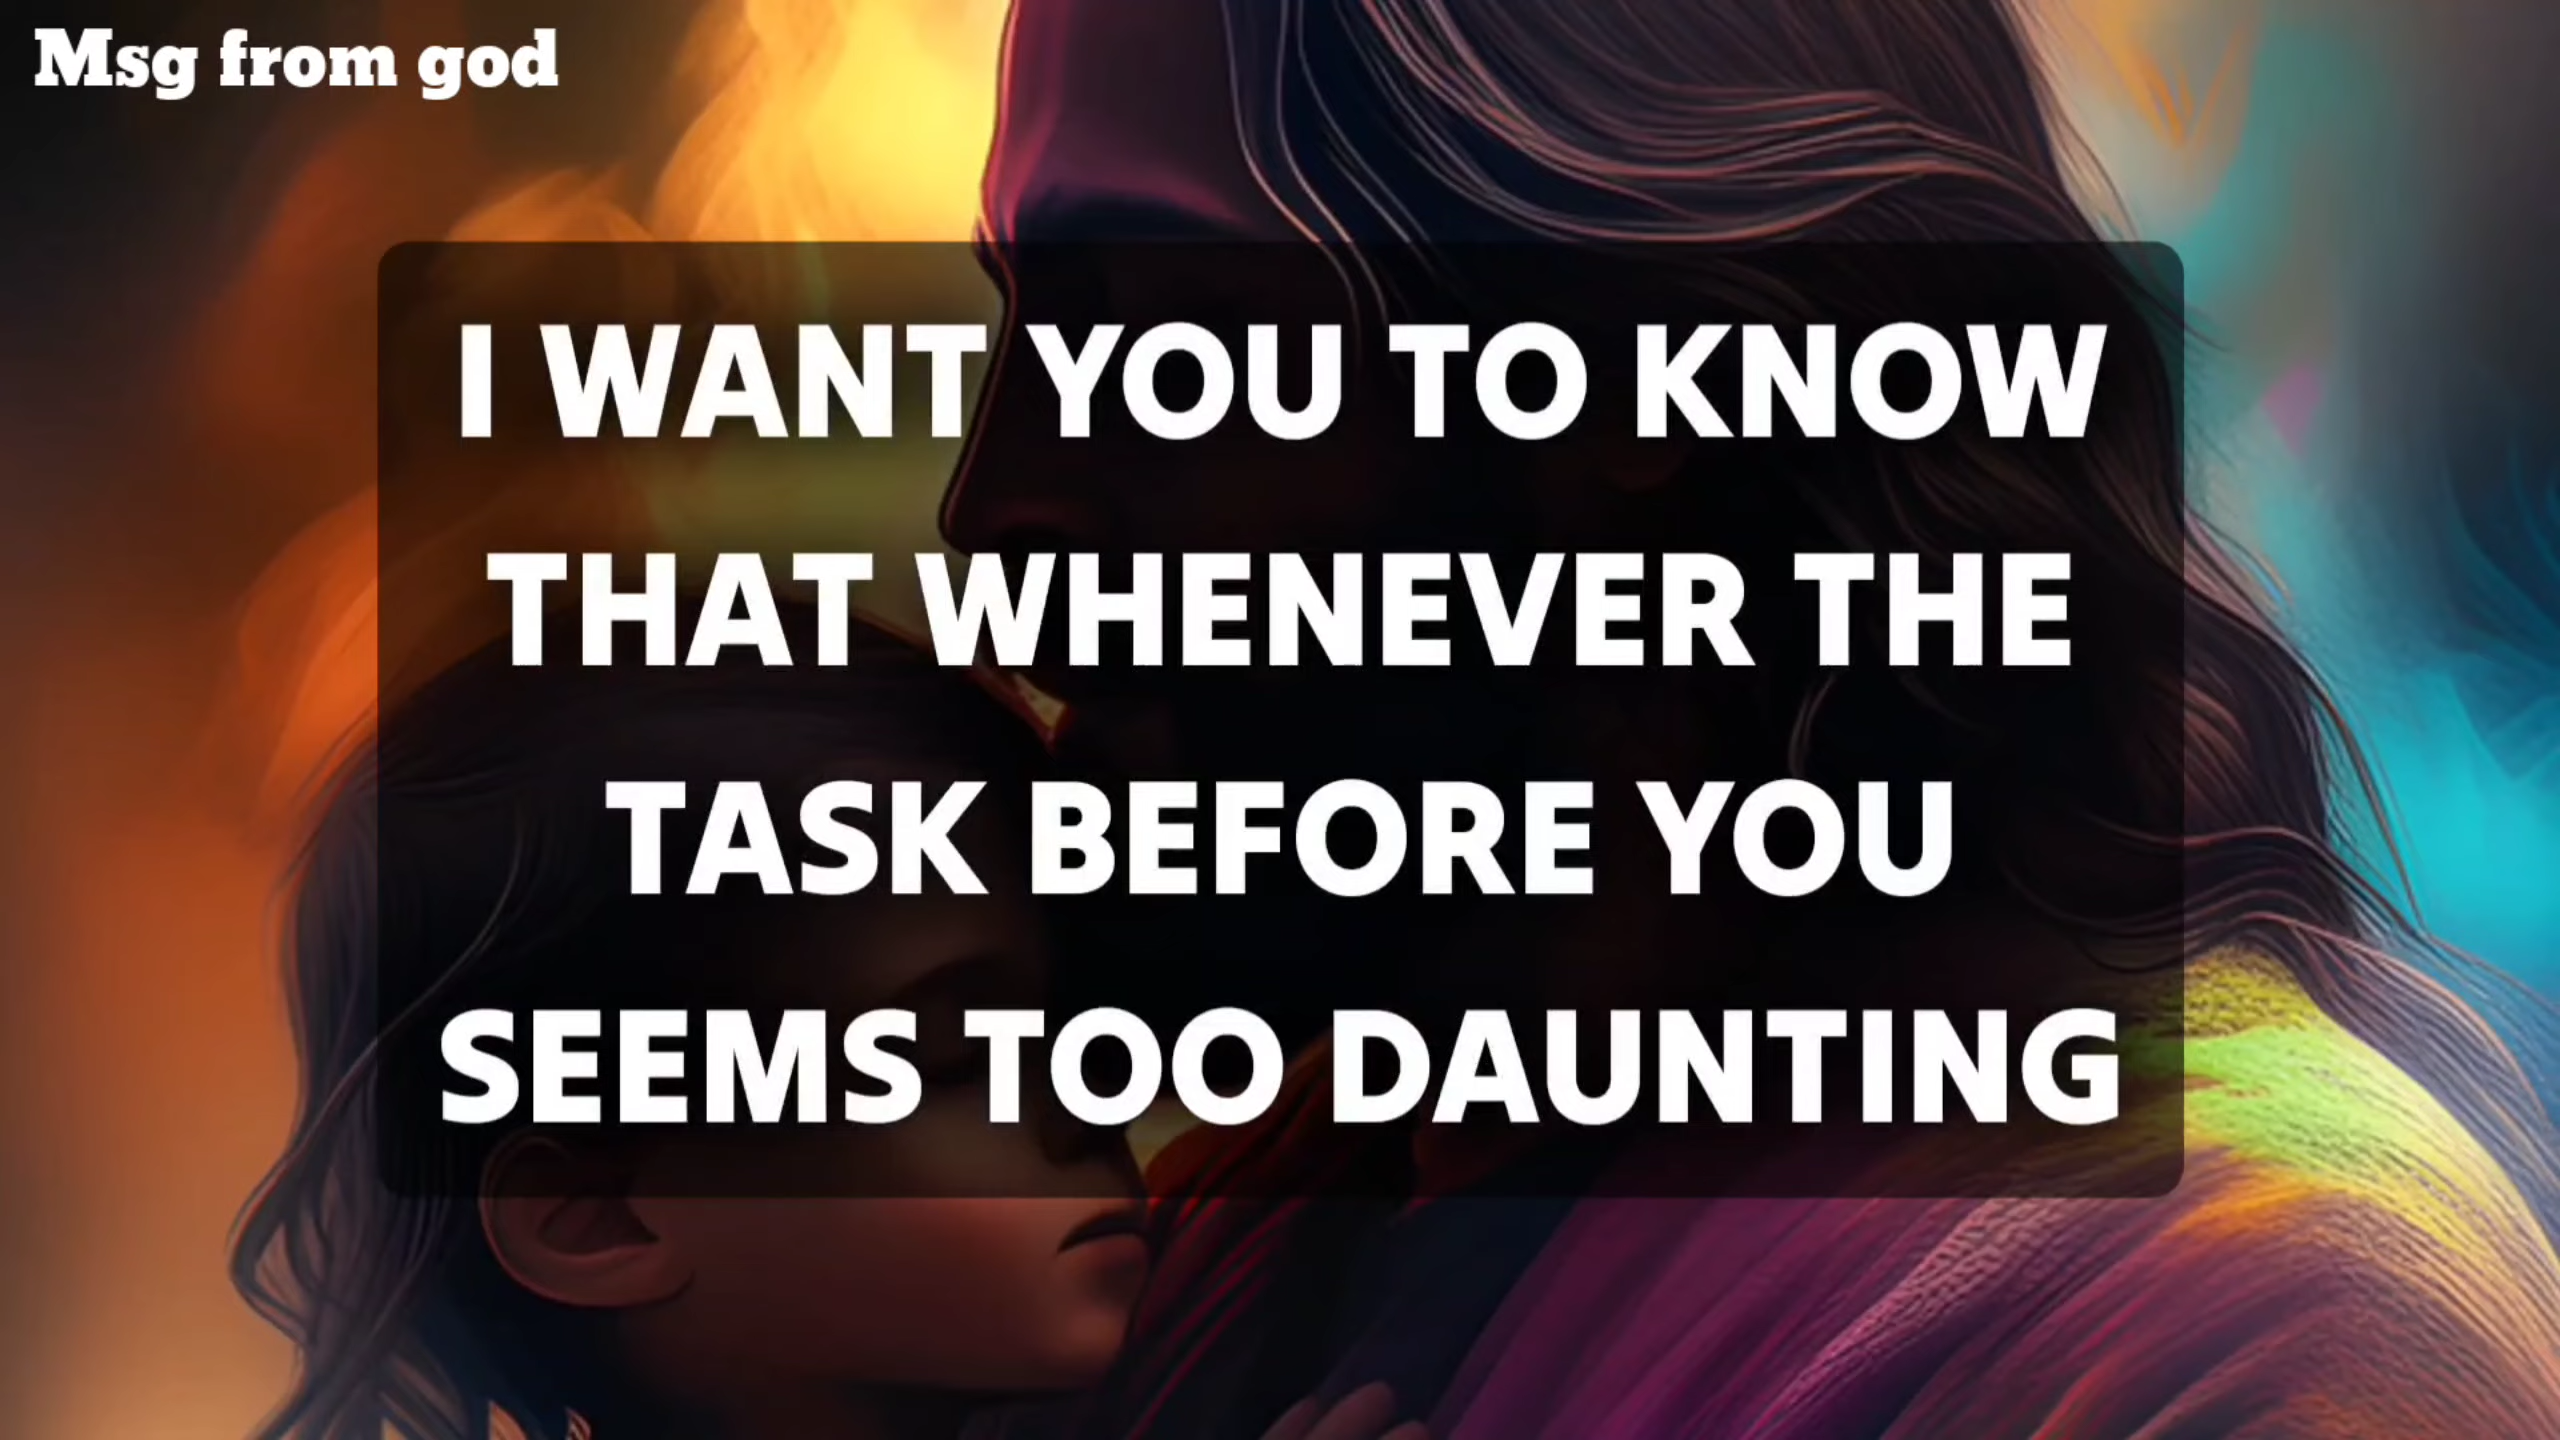 Msg from god
I WANT YOU TO KNOW
THAT WHENEVER THE
TASK BEFORE YOU
SEEMS TOO DAUNTING